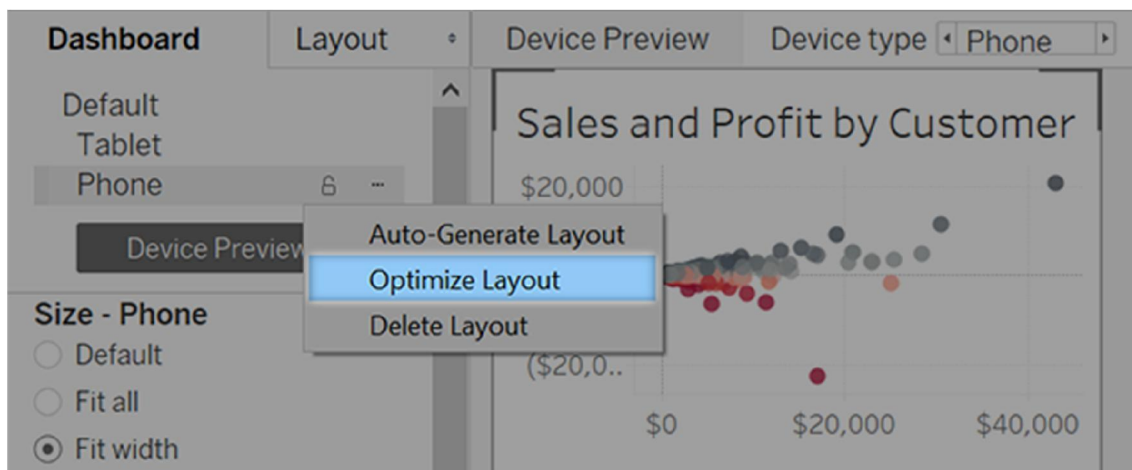 Dashboard Layout Device Preview Device type Phone
Default
Tablet
Phone
Device Preview
Auto-Generate Layout
Optimize Layout
Delete Layout
Size - Phone
Default
Fit all
Fit width
Sales and Profit by Customer
$20,000
($20,0..
$0 $20,000 $40,000